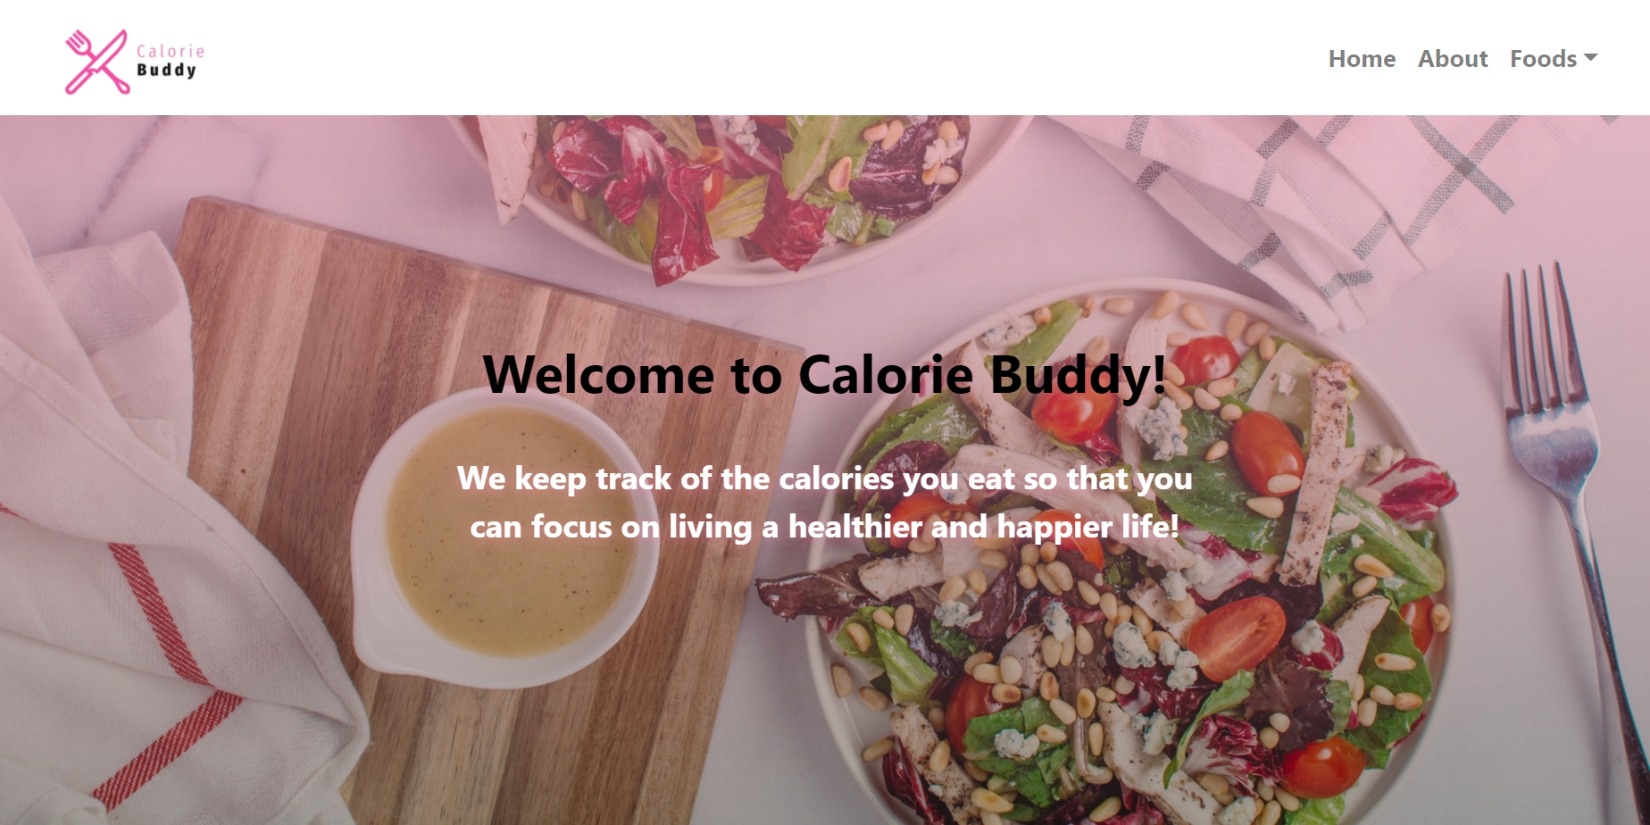 Calorie
Buddy
Home About Foods
Welcome to Calorie Buddy!
We keep track of the calories you eat so that you
can focus on living a healthier and happier life!